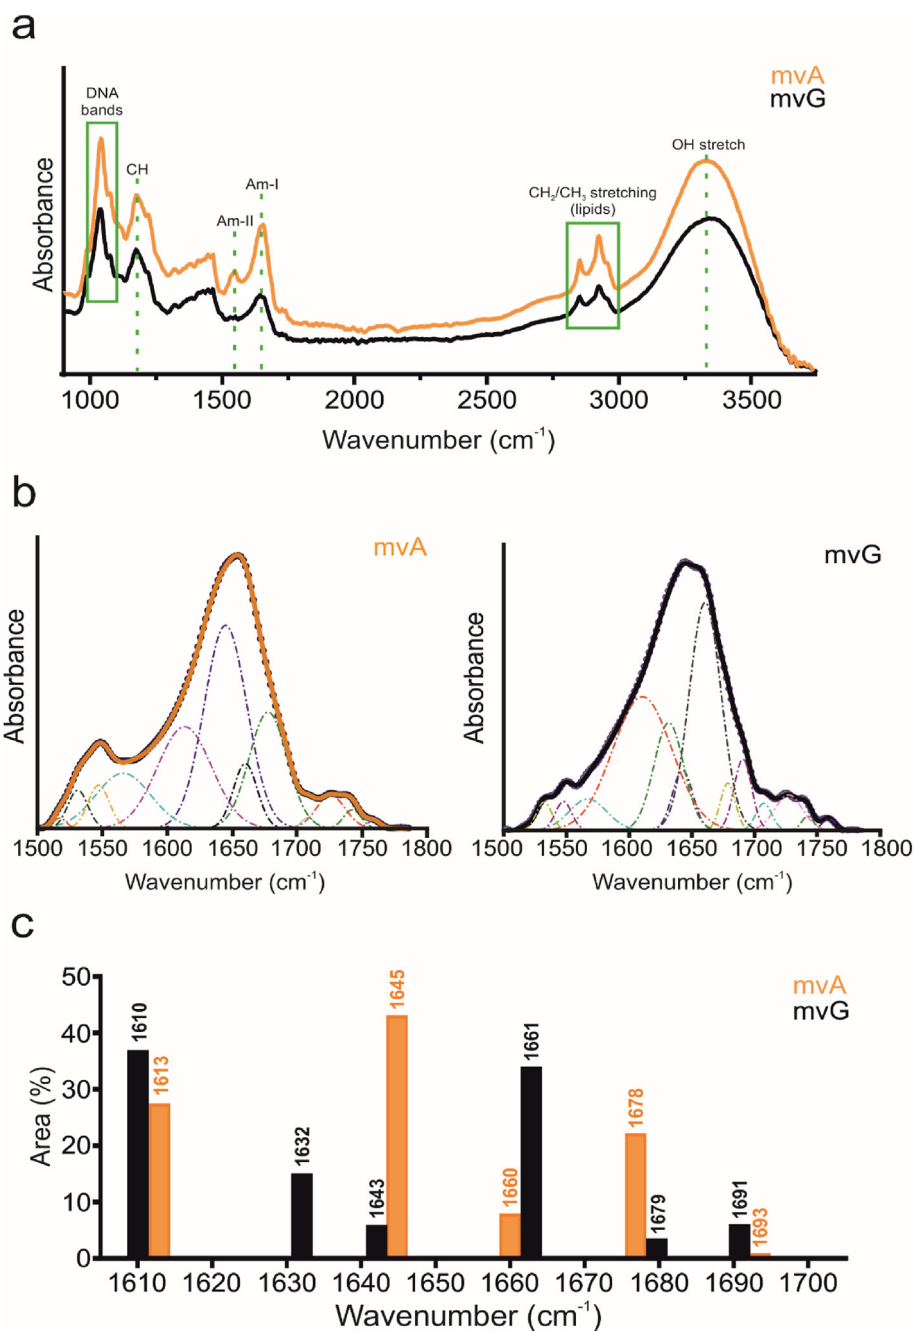 a
mvA
mvG
DNA
bands
CH
Am-II
Am-I
CH₂/CH₃ stretching
(lipids)
OH stretch
Absorbance
1000 1500 2000 2500 3000 3500
Wavenumber (cm⁻¹)
b
mvA
Absorbance
1500 1550 1600 1650 1700 1750 1800
Wavenumber (cm⁻¹)
mvG
Absorbance
1500 1550 1600 1650 1700 1750 1800
Wavenumber (cm⁻¹)
c
mvA
mvG
Area (%)
50
40
30
20
10
0
1610
1613
1632
1643
1645
1660
1661
1678
1679
1691
1693
1610 1620 1630 1640 1650 1660 1670 1680 1690 1700
Wavenumber (cm⁻¹)